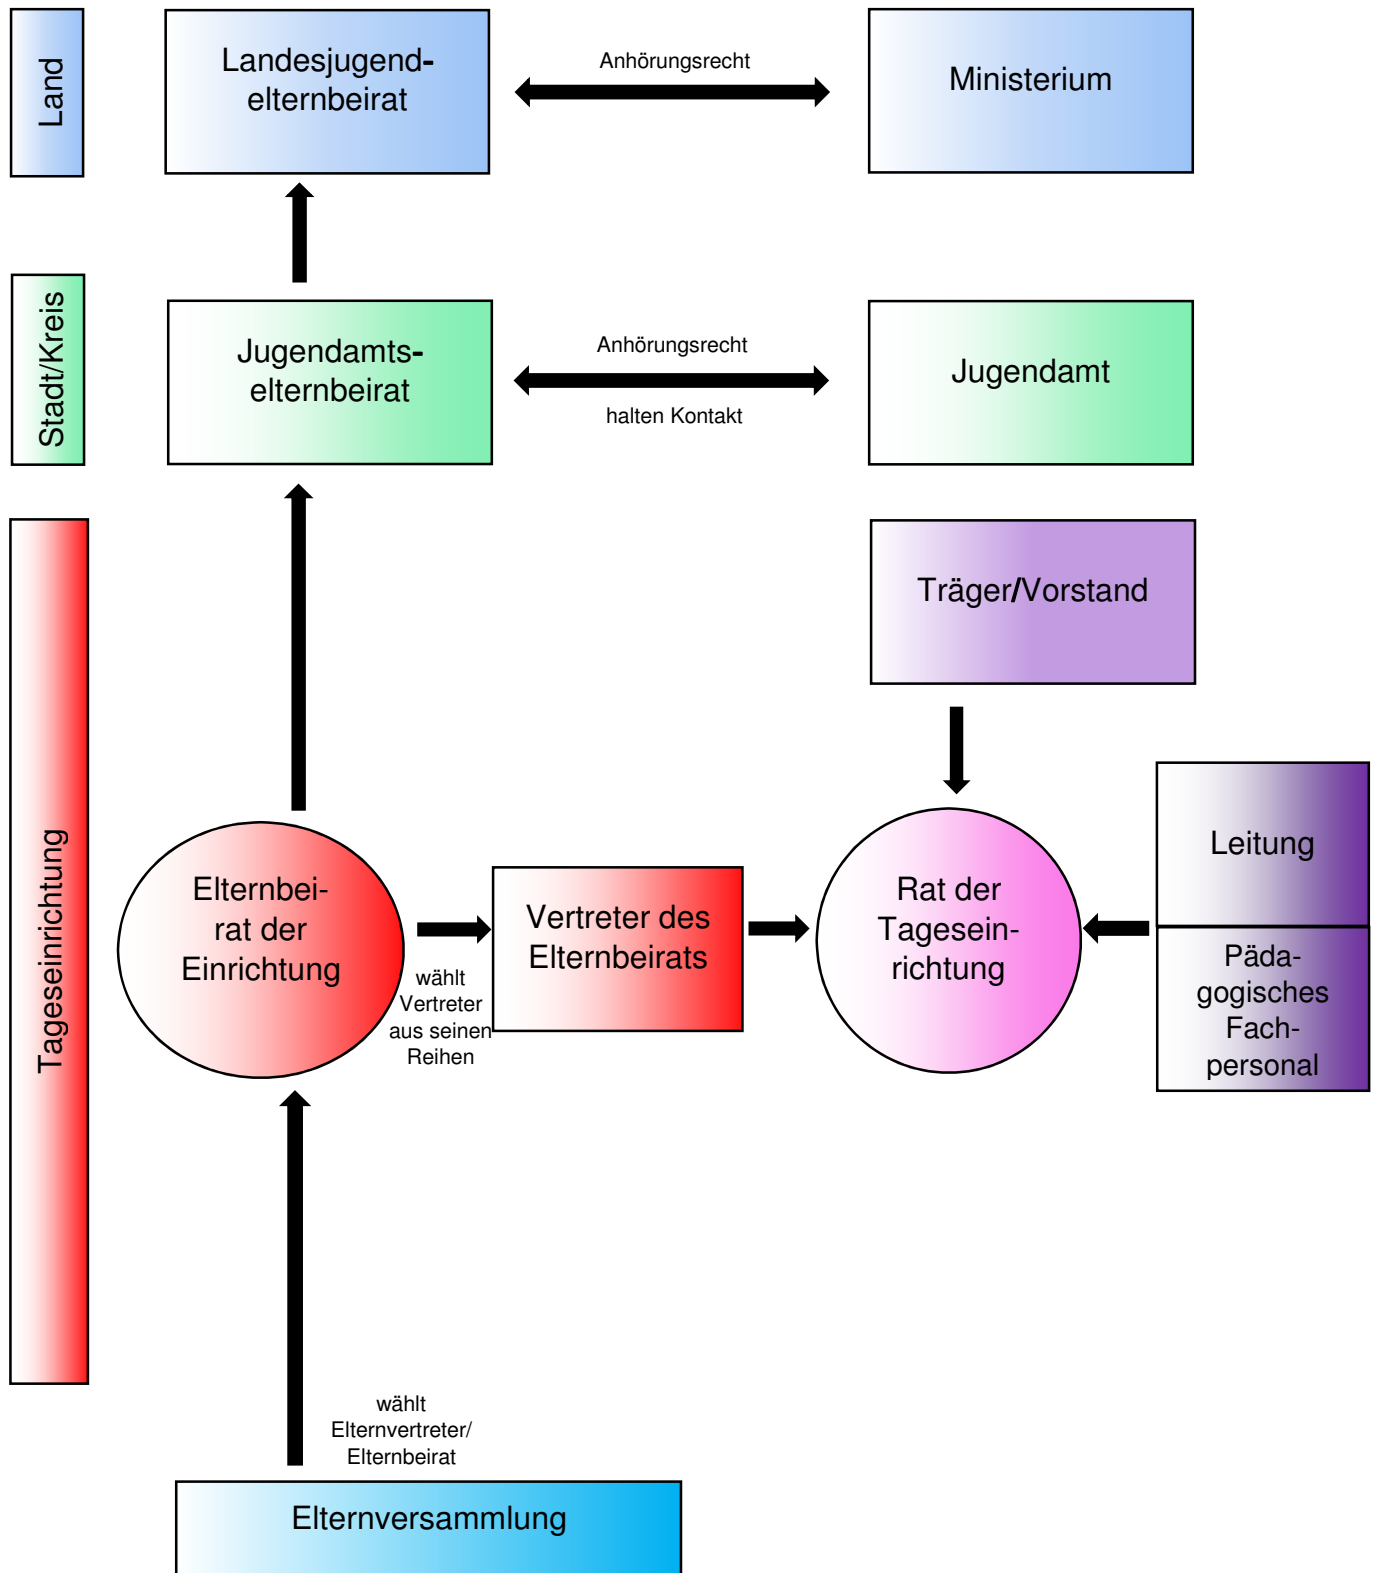 Land
Landesjugend-
elternbeirat
Anhörungsrecht
Ministerium
Stadt/Kreis
Jugendamts-
elternbeirat
Anhörungsrecht
halten Kontakt
Jugendamt
Tageseinrichtung
Träger/Vorstand
Elternbei-
rat der
Einrichtung
wählt
Vertreter
aus seinen
Reihen
Vertreter des
Elternbeirats
Rat der
Tagesein-
richtung
Leitung
Päda-
gogisches
Fach-
personal
wählt
Elternvertreter/
Elternbeirat
Elternversammlung